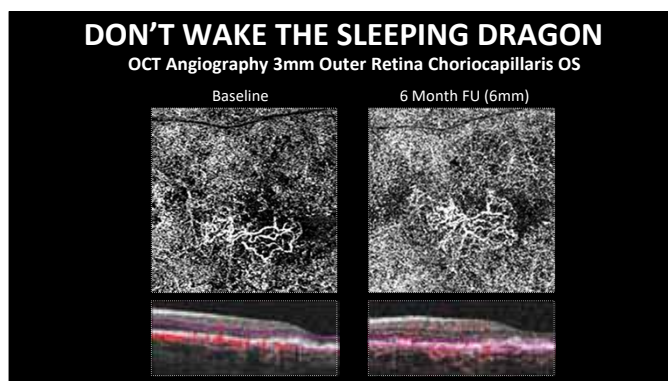 DON’T WAKE THE SLEEPING DRAGON
OCT Angiography 3mm Outer Retina Choriocapillaris OS
Baseline
6 Month FU (6mm)